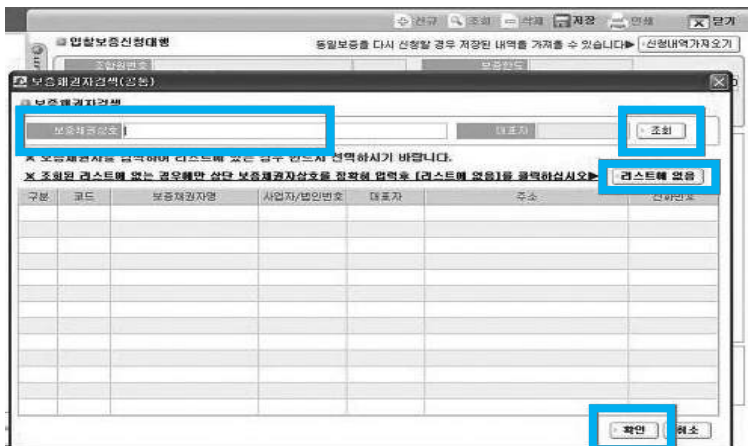 신규 조회 삭제 저장 인쇄 닫기
입찰보증신청대행 동일보증을 다시 신청할 경우 저장된 내역을 가져올 수 있습니다▶ 신청내역가져오기
조합원번호 보증한도
보증채권자검색(공통)
보증채권자검색
보증채권상호 대표자 조회
※ 보증채권자를 검색하여 리스트에 있는 경우 반드시 선택하시기 바랍니다.
※ 조회된 리스트에 없는 경우에만 상단 보증채권자상호를 정확히 입력후 [리스트에 없음]를 클릭하십시오▶ 리스트에 없음
구분 코드 보증채권자명 사업자/법인번호 대표자 주소 전화번호
확인 취소